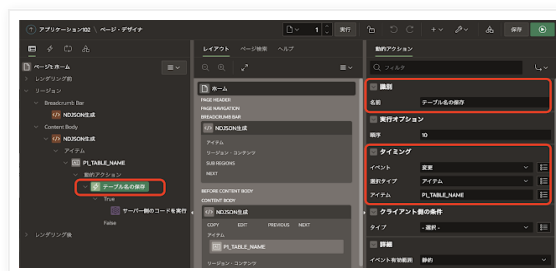 アプリケーション102 \ ページ・デザイナ
1
実行
保存
ページ1: ホーム
レンダリング前
リージョン
Breadcrumb Bar
NDJSON生成
Content Body
NDJSON生成
アイテム
P1_TABLE_NAME
動的アクション
テーブル名の保存
True
サーバー側のコードを実行
False
レンダリング後
レイアウト
ページ検索
ヘルプ
ホーム
PAGE HEADER
PAGE NAVIGATION
BREADCRUMB BAR
NDJSON生成
アイテム
リージョン・コンテンツ
SUB REGIONS
NEXT
BEFORE CONTENT BODY
CONTENT BODY
NDJSON生成
COPY EDIT PREVIOUS NEXT
アイテム
P1_TABLE_NAME
リージョン・コンテンツ
動的アクション
フィルタ
識別
名前 テーブル名の保存
実行オプション
順序 10
タイミング
イベント 変更
選択タイプ アイテム
アイテム P1_TABLE_NAME
クライアント側の条件
タイプ - 選択 -
詳細
イベント有効範囲 静的